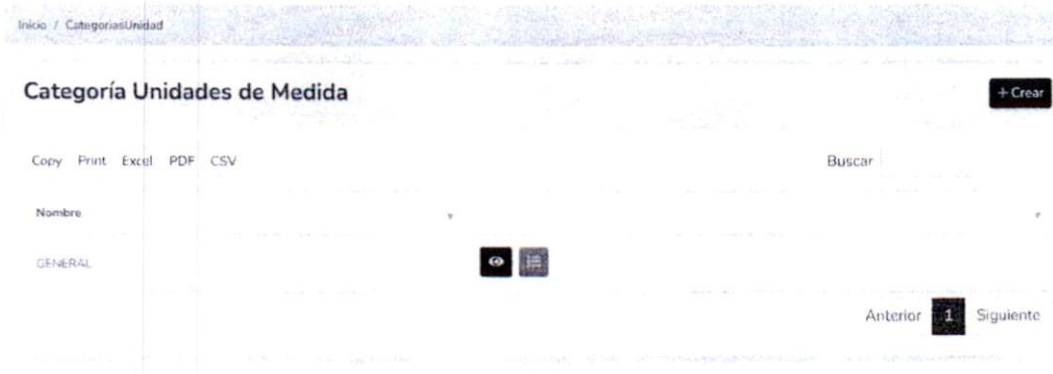 Inicio / CategoriasUnidad
Categoría Unidades de Medida
+ Crear
Copy Print Excel PDF CSV
Buscar
Nombre
GENERAL
Anterior 1 Siguiente